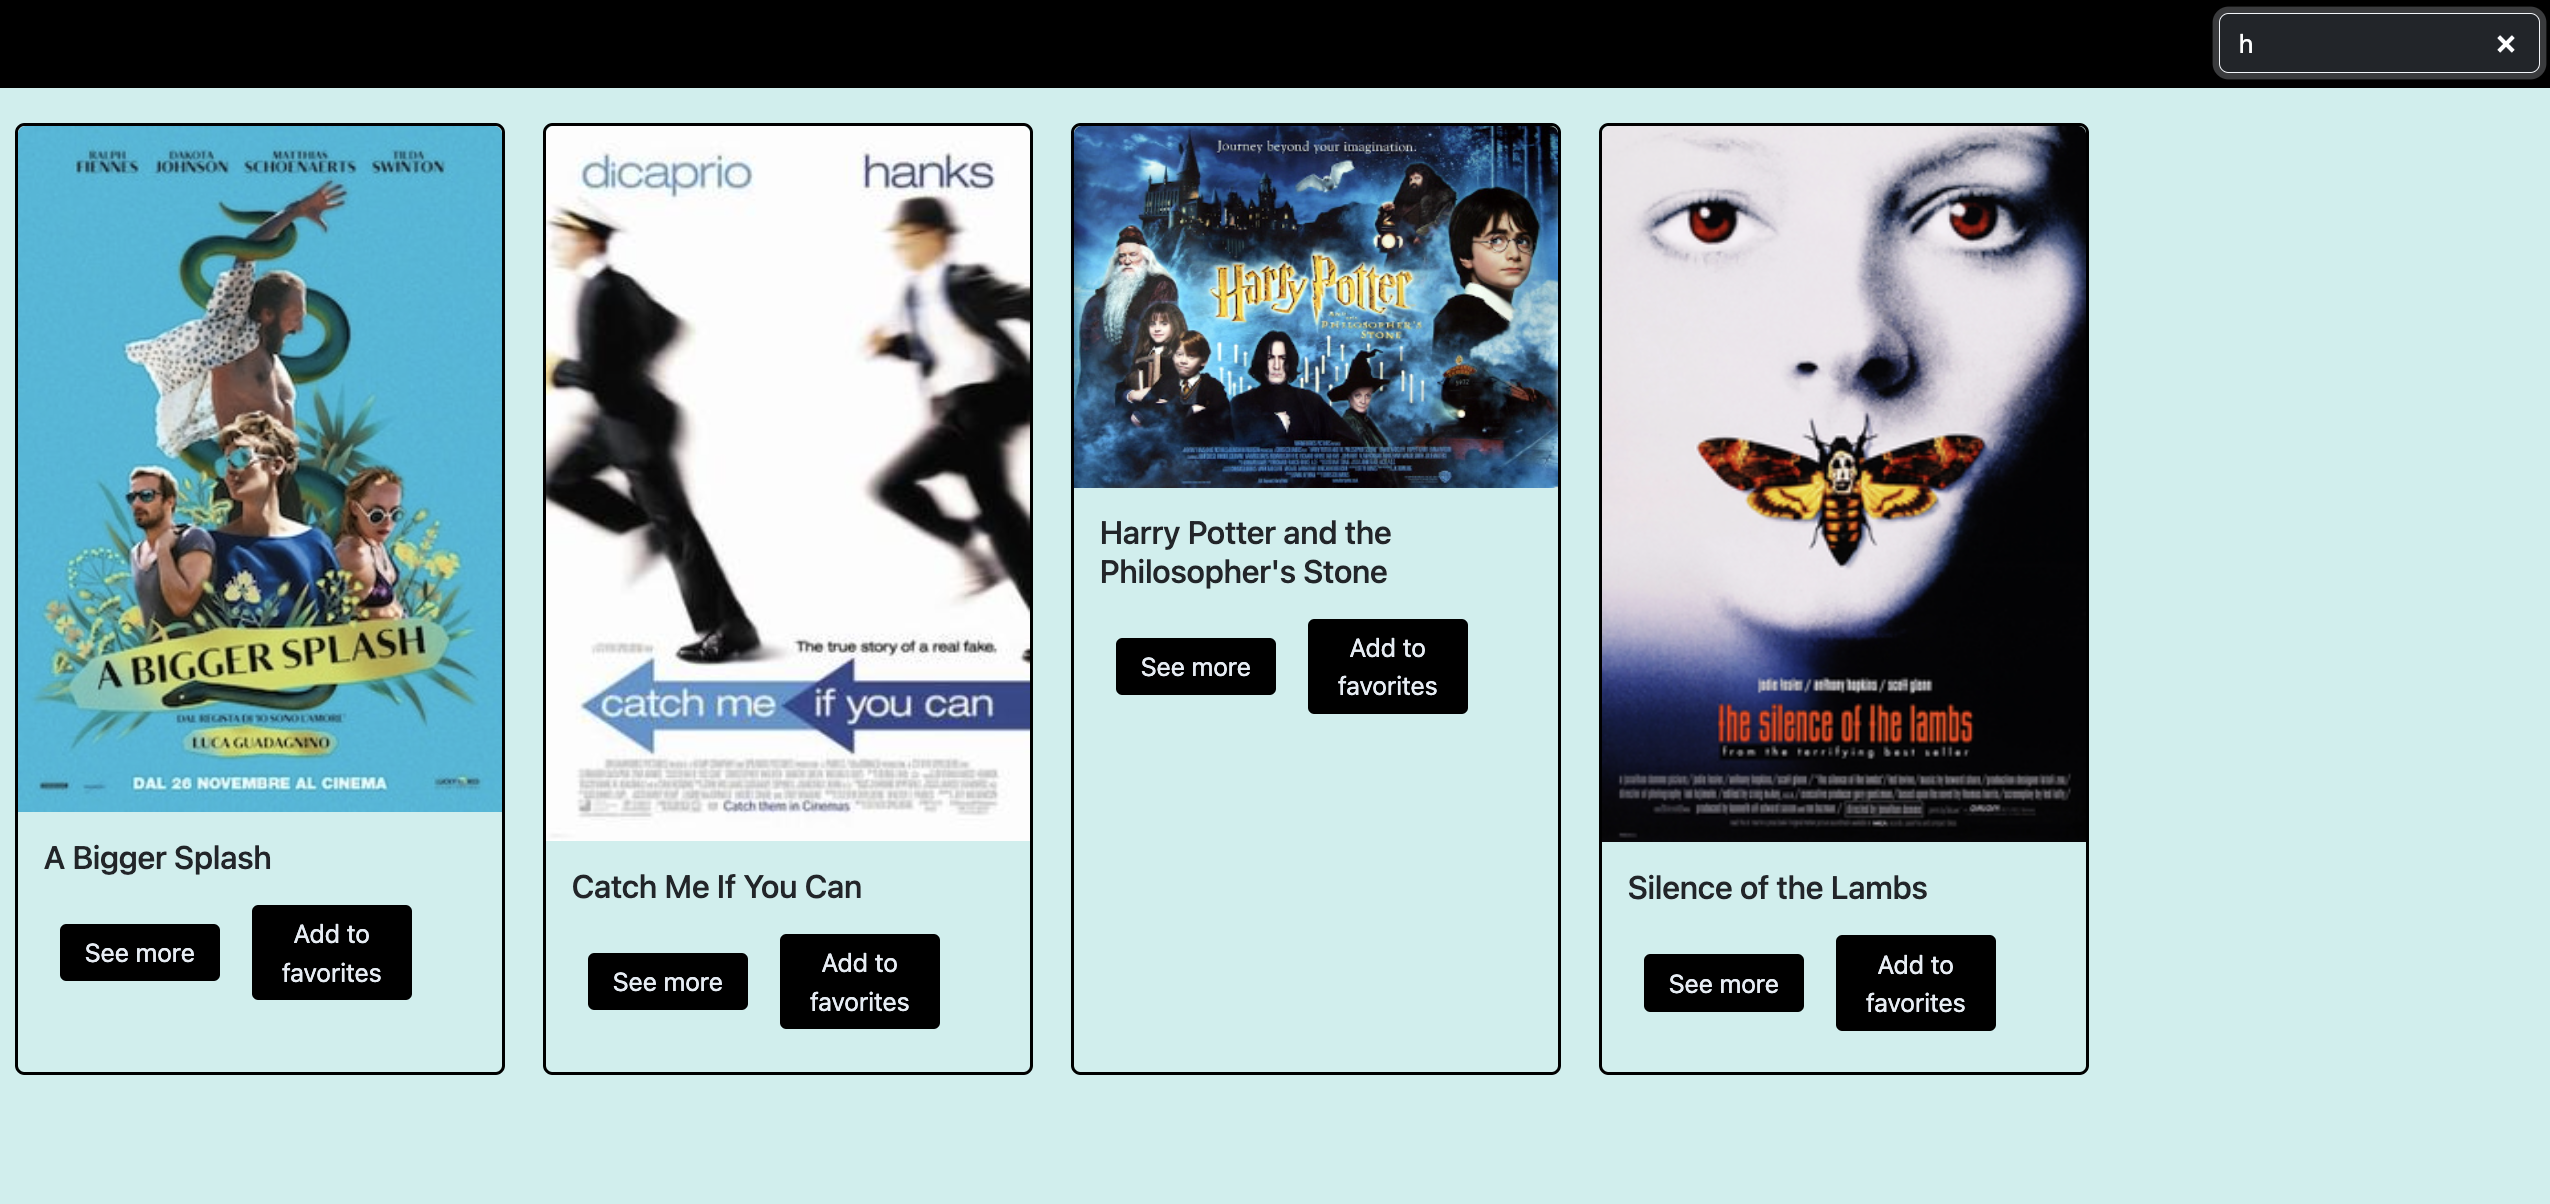 h
RALPH FIENNES DAKOTA JOHNSON MATTHIAS SCHOENAERTS TILDA SWINTON
A BIGGER SPLASH
DAL REGISTA DI IO SONO L'AMORE
LUCA GUADAGNINO
DAL 26 NOVEMBRE AL CINEMA
A Bigger Splash
See more
Add to
favorites
dicaprio hanks
The true story of a real fake.
catch me if you can
Catch them in Cinemas
Catch Me If You Can
See more
Add to
favorites
Journey beyond your imagination.
Harry Potter
AND THE
PHILOSOPHER'S
STONE
Harry Potter and the
Philosopher's Stone
See more
Add to
favorites
jodie foster / anthony hopkins / scott glenn
the silence of the lambs
from the terrifying best seller
Silence of the Lambs
See more
Add to
favorites